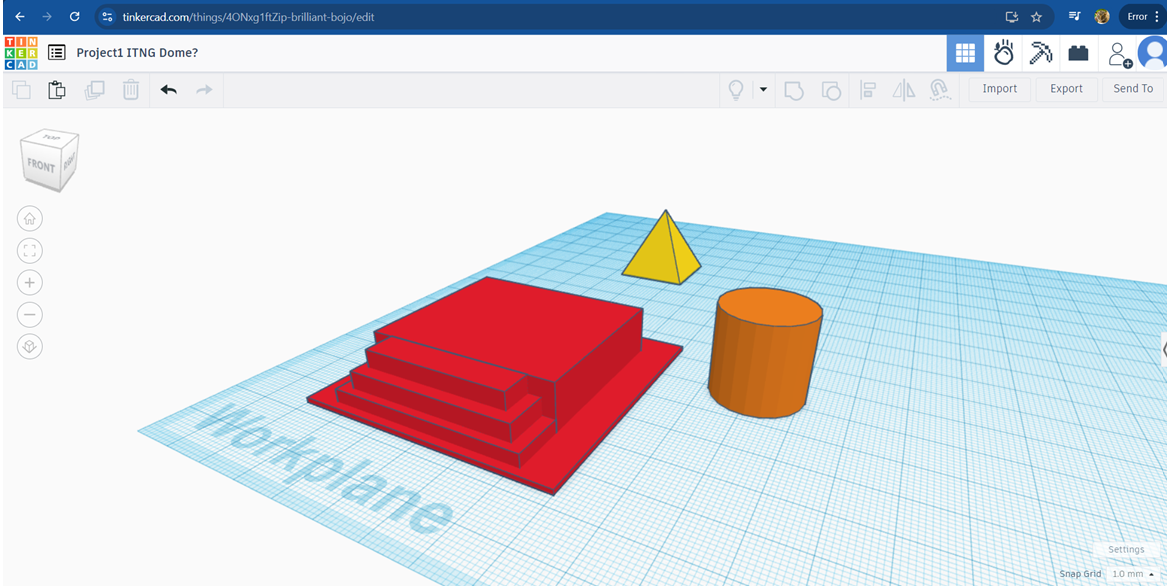 tinkercad.com/things/4ONxg1ftZip-brilliant-bojo/edit
Error
TIN
KER
CAD
Project1 ITNG Dome?
Import
Export
Send To
TOP
FRONT
RIGHT
Workplane
Settings
Snap Grid 1.0 mm